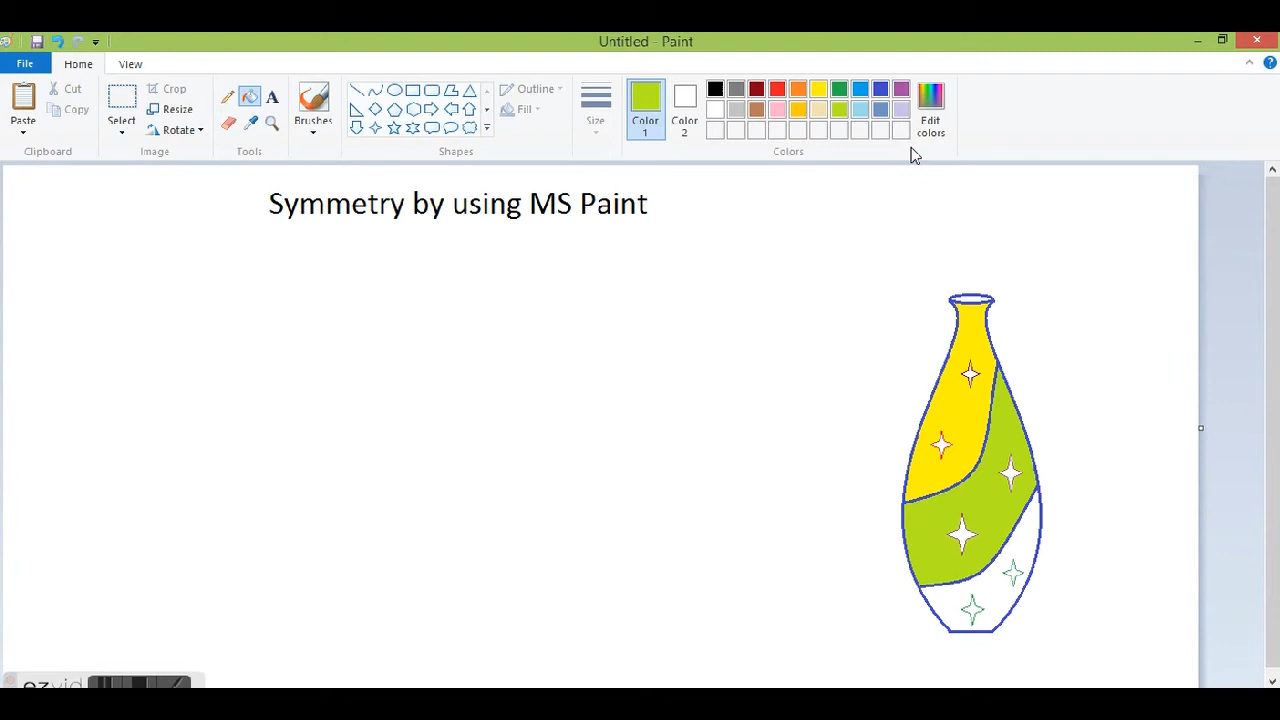 Untitled - Paint
File Home View
Paste Cut Copy Clipboard
Select Crop Resize Rotate Image
A Tools
Brushes
Outline Fill Shapes
Size
Color 1 Color 2 Edit colors Colors
Symmetry by using MS Paint
ezvid